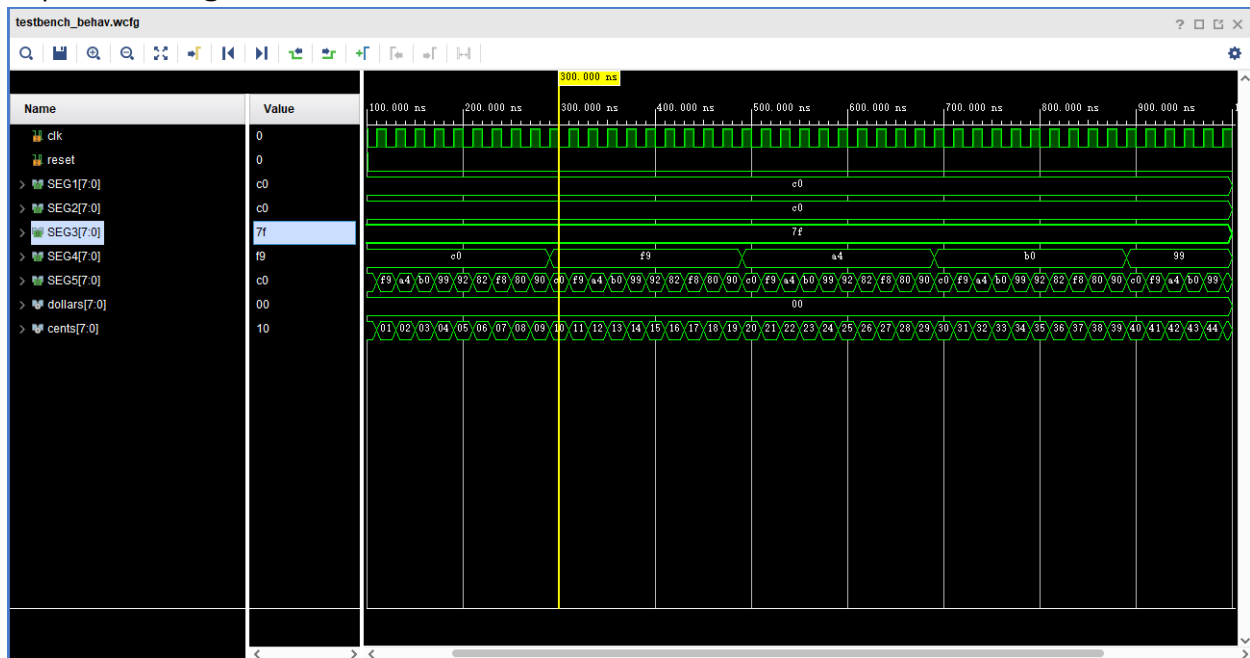 testbench_behav.wcfg
?
300.000 ns
Name Value 100.000 ns 200.000 ns 300.000 ns 400.000 ns 500.000 ns 600.000 ns 700.000 ns 800.000 ns 900.000 ns
clk 0
reset 0
SEG1[7:0] c0 c0
SEG2[7:0] c0 c0
SEG3[7:0] 7f 7f
SEG4[7:0] f9 c0 f9 a4 b0 99
SEG5[7:0] c0 f9 a4 b0 99 92 82 f8 80 90 c0 f9 a4 b0 99 92 82 f8 80 90 c0 f9 a4 b0 99 92 82 f8 80 90 c0 f9 a4 b0 99 92 82 f8 80 90 c0 f9 a4 b0 99
dollars[7:0] 00 00
cents[7:0] 10 01 02 03 04 05 06 07 08 09 10 11 12 13 14 15 16 17 18 19 20 21 22 23 24 25 26 27 28 29 30 31 32 33 34 35 36 37 38 39 40 41 42 43 44